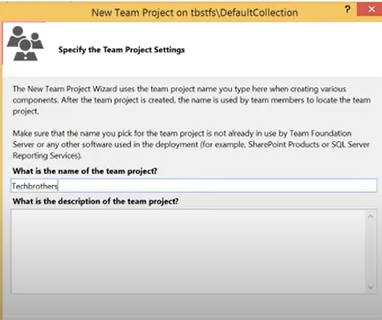 New Team Project on tbstfs\DefaultCollection
?
Specify the Team Project Settings
The New Team Project Wizard uses the team project name you type here when creating various
components. After the team project is created, the name is used by team members to locate the team
project.
Make sure that the name you pick for the team project is not already in use by Team Foundation
Server or any other software used in the deployment (for example, SharePoint Products or SQL Server
Reporting Services).
What is the name of the team project?
Techbrothers
What is the description of the team project?